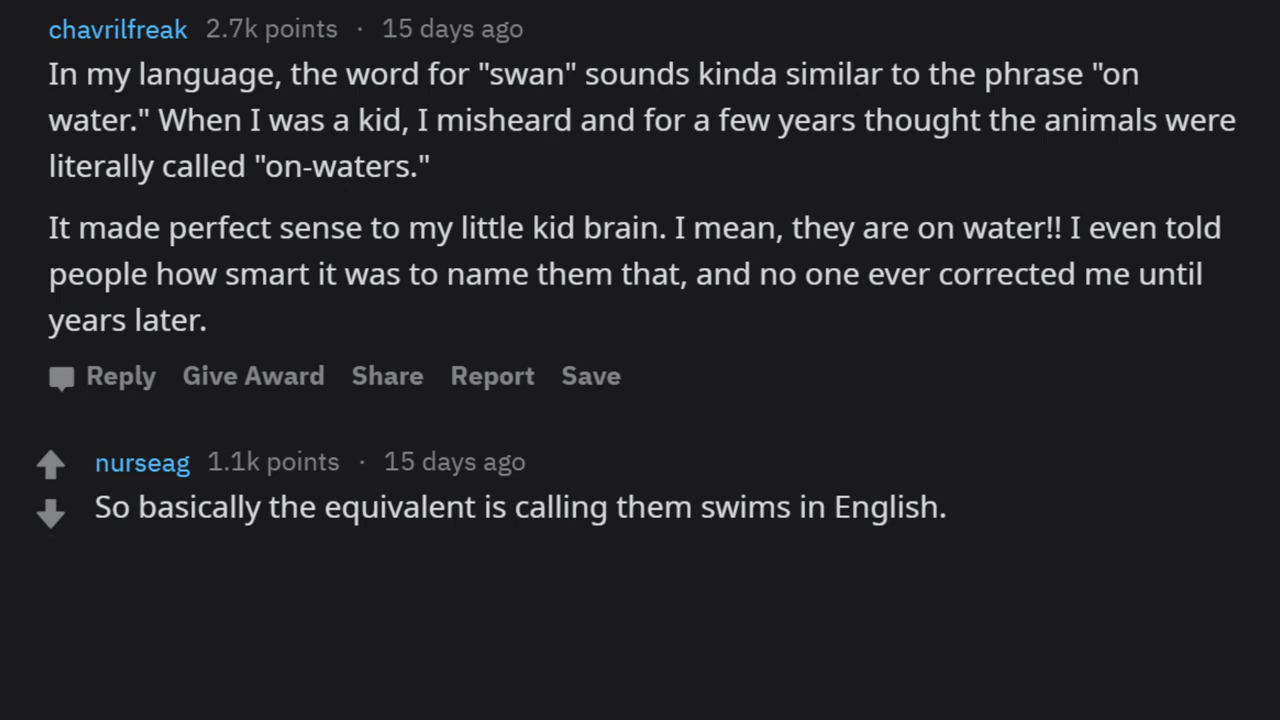 chavrilfreak 2.7k points · 15 days ago
In my language, the word for "swan" sounds kinda similar to the phrase "on
water." When I was a kid, I misheard and for a few years thought the animals were
literally called "on-waters."
It made perfect sense to my little kid brain. I mean, they are on water!! I even told
people how smart it was to name them that, and no one ever corrected me until
years later.
Reply Give Award Share Report Save
nurseag 1.1k points · 15 days ago
So basically the equivalent is calling them swims in English.